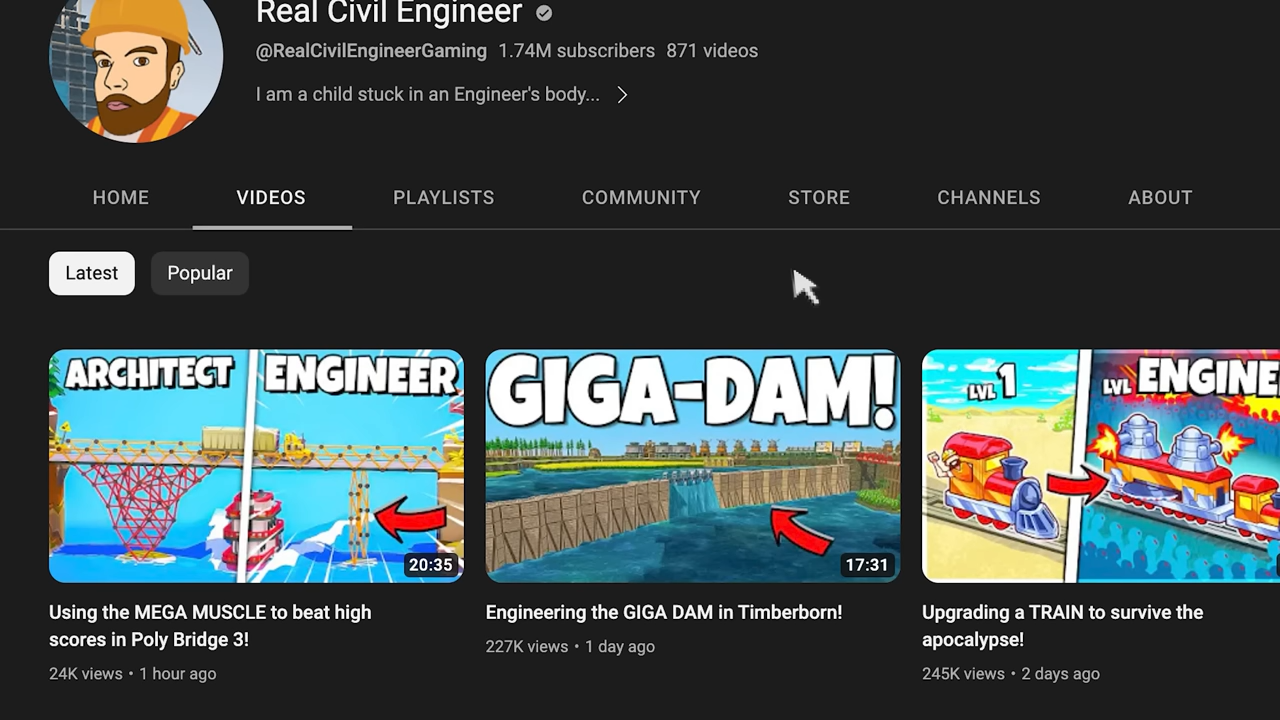 Real Civil Engineer
@RealCivilEngineerGaming 1.74M subscribers 871 videos
I am a child stuck in an Engineer's body...
HOME VIDEOS PLAYLISTS COMMUNITY STORE CHANNELS ABOUT
Latest Popular
ARCHITECT ENGINEER
20:35
GIGA-DAM!
17:31
LVL 1 LVL ENGINE
Using the MEGA MUSCLE to beat high
scores in Poly Bridge 3!
24K views • 1 hour ago
Engineering the GIGA DAM in Timberborn!
227K views • 1 day ago
Upgrading a TRAIN to survive the
apocalypse!
245K views • 2 days ago